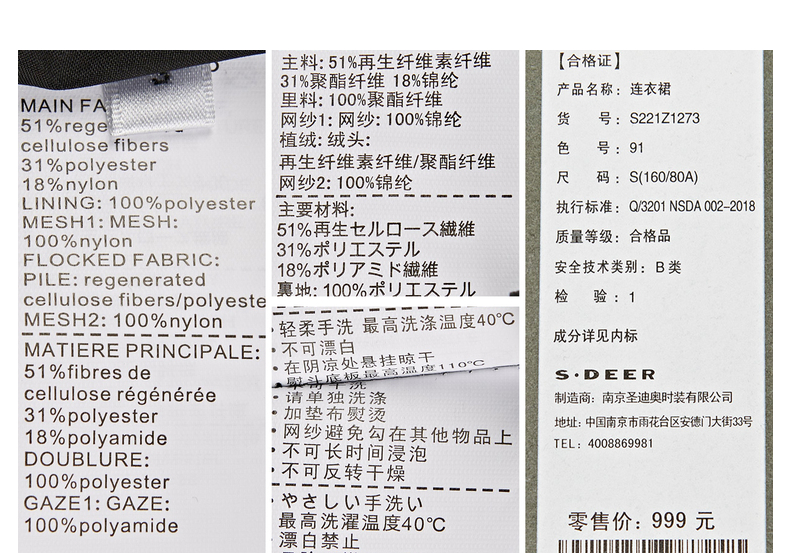 MAIN FA
51%rege
cellulose fibers
31%polyester
18%nylon
LINING: 100%polyester
MESH1: MESH:
100%nylon
FLOCKED FABRIC:
PILE: regenerated
cellulose fibers/polyeste
MESH2: 100%nylon
MATIERE PRINCIPALE:
51%fibres de
cellulose régénérée
31%polyester
18%polyamide
DOUBLURE:
100%polyester
GAZE1: GAZE:
100%polyamide
主料: 51%再生纤维素纤维
31%聚酯纤维 18%锦纶
里料: 100%聚酯纤维
网纱1: 网纱: 100%锦纶
植绒: 绒头:
再生纤维素纤维/聚酯纤维
网纱2: 100%锦纶
主要材料:
51%再生セルロース繊維
31%ポリエステル
18%ポリアミド繊維
裏地: 100%ポリエステル
·轻柔手洗 最高洗涤温度40℃
·不可漂白
·在阴凉处悬挂晾干
·熨斗底板最高温度110℃
·请单独洗涤
·加垫布熨烫
·网纱避免勾在其他物品上
·不可长时间浸泡
·不可反转干燥
·やさしい手洗い
最高洗濯温度40℃
漂白禁止
【合格证】
产品名称: 连衣裙
货 号: S221Z1273
色 号: 91
尺 码: S(160/80A)
执行标准: Q/3201 NSDA 002-2018
质量等级: 合格品
安全技术类别: B 类
检 验: 1
成分详见内标
S·DEER
制造商: 南京圣迪奥时装有限公司
地址: 中国南京市雨花台区安德门大街33号
TEL: 4008869981
零售价: 999 元